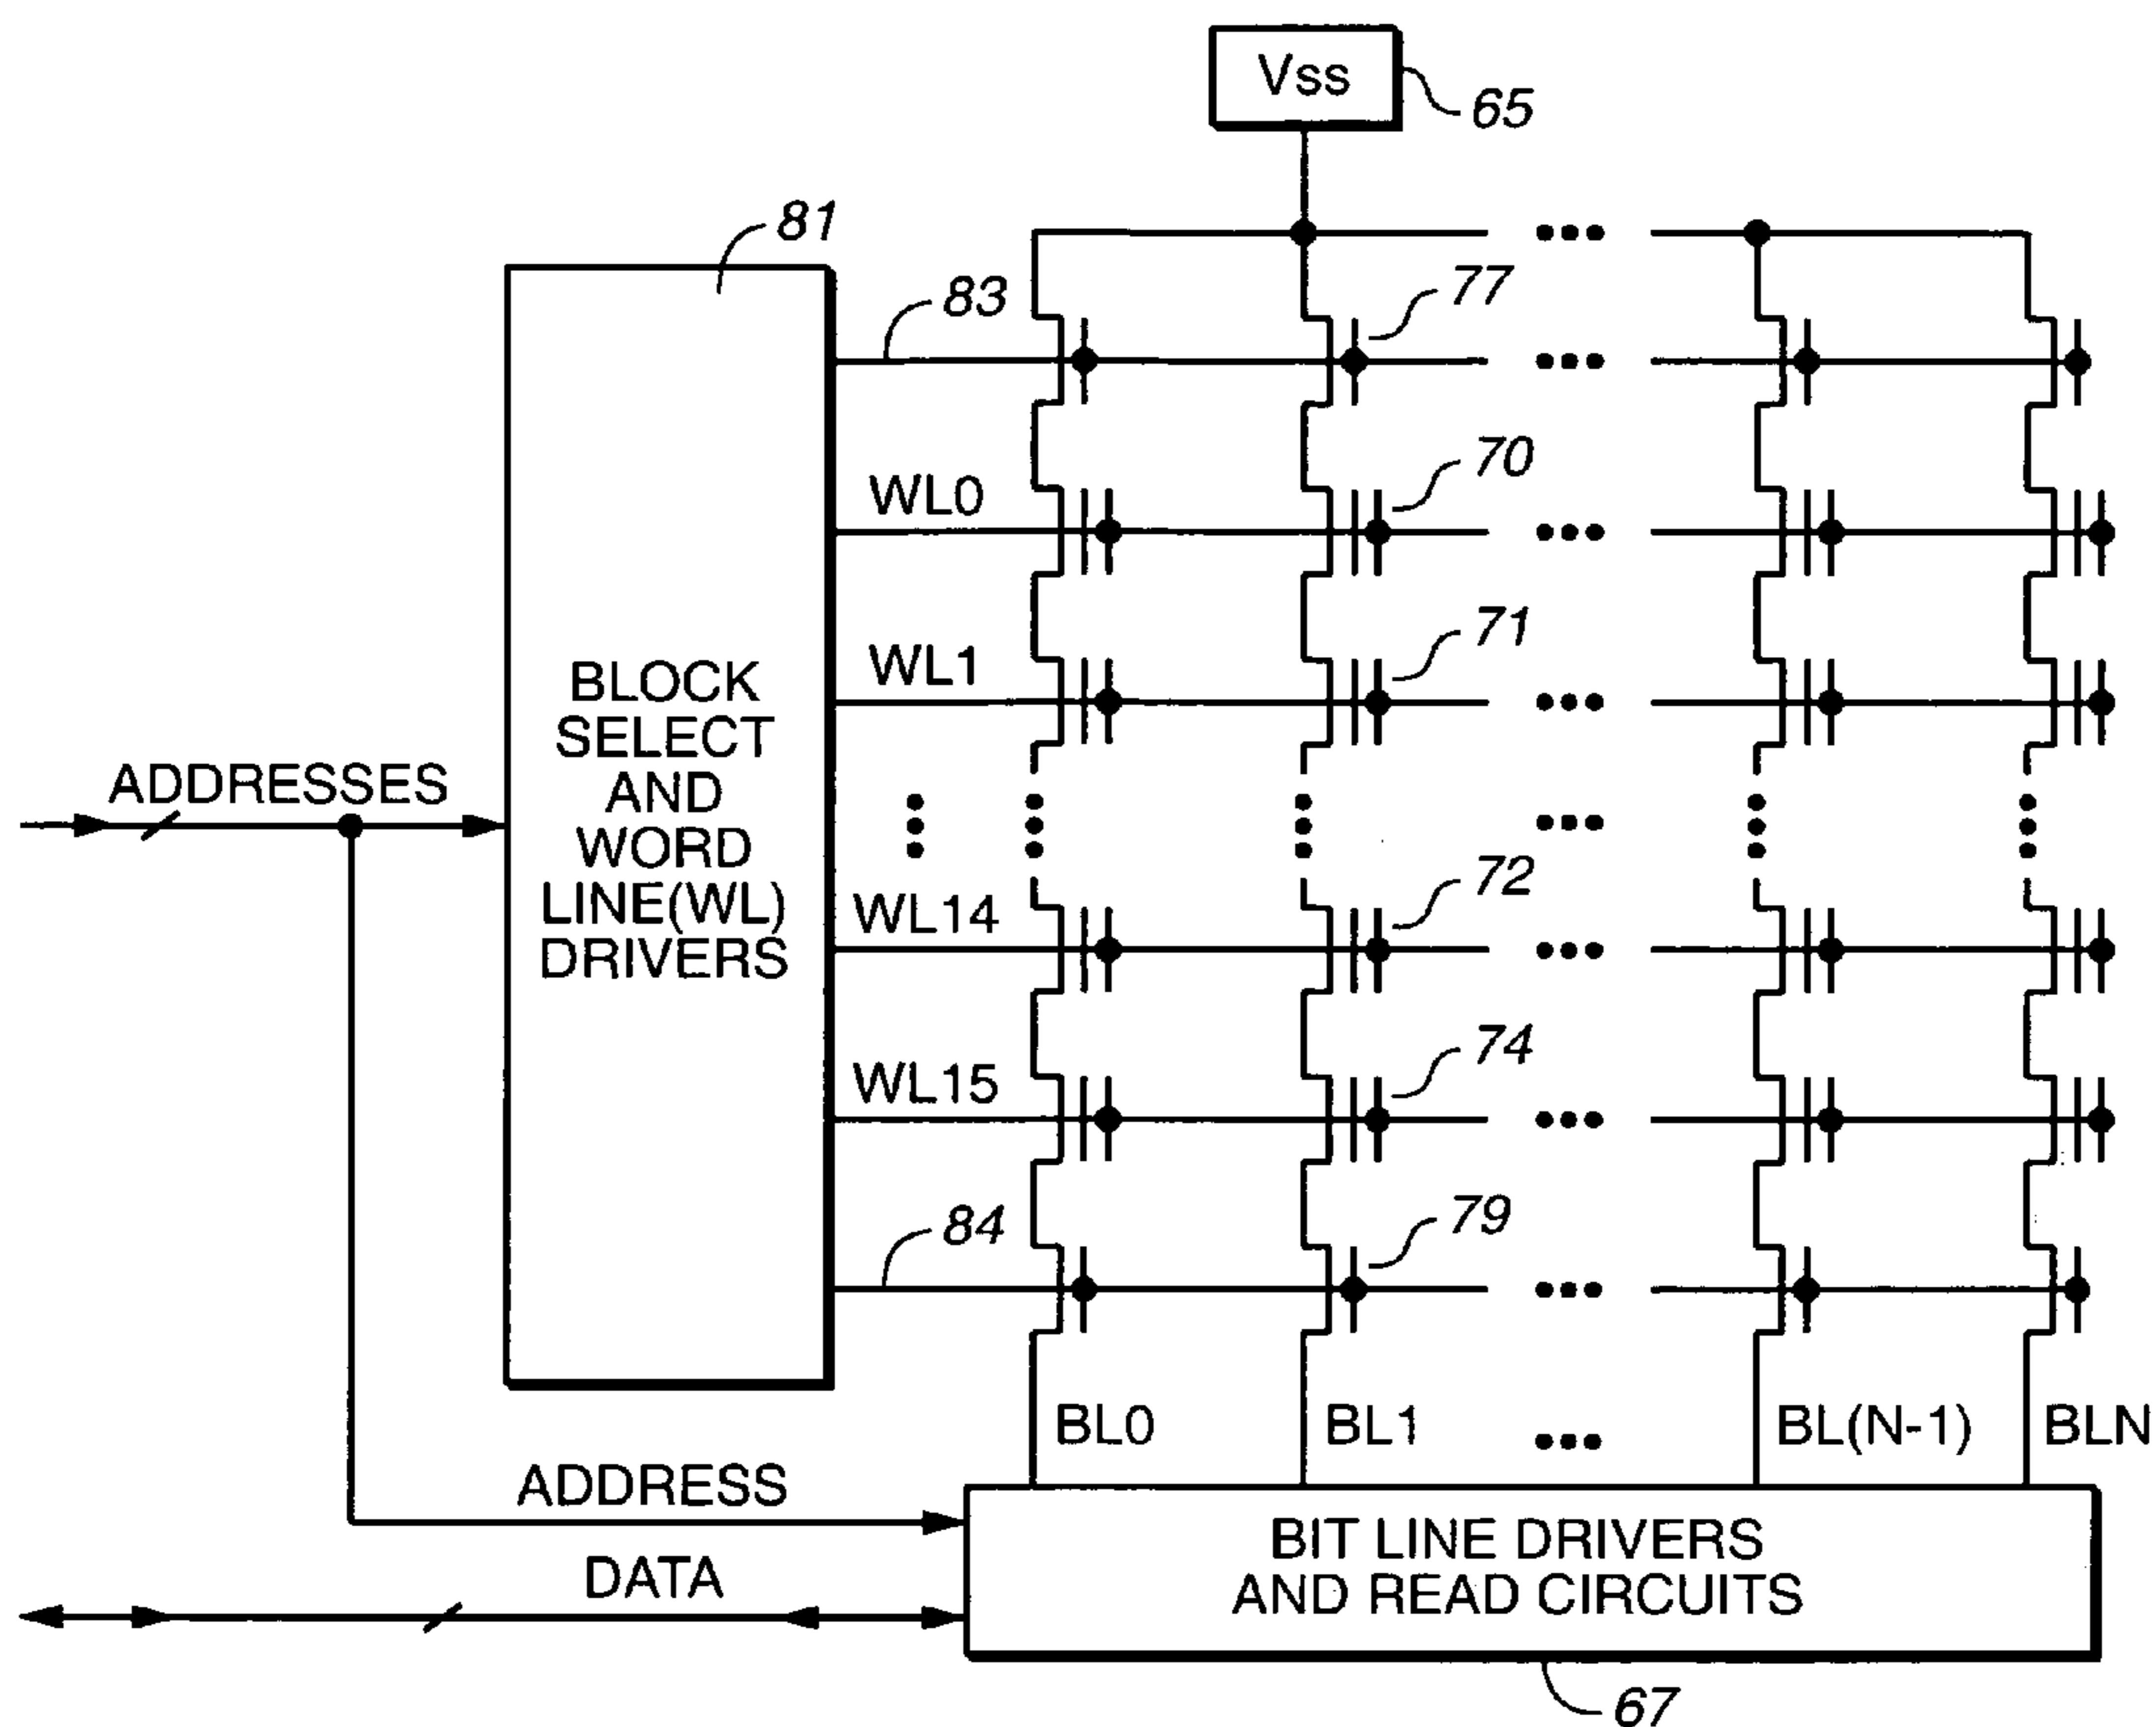 Vss
65
81
83
77
WL0
70
WL1
71
BLOCK
SELECT
AND
WORD
LINE(WL)
DRIVERS
ADDRESSES
WL14
72
WL15
74
84
79
BL0
BL1
BL(N-1)
BLN
ADDRESS
DATA
BIT LINE DRIVERS
AND READ CIRCUITS
67